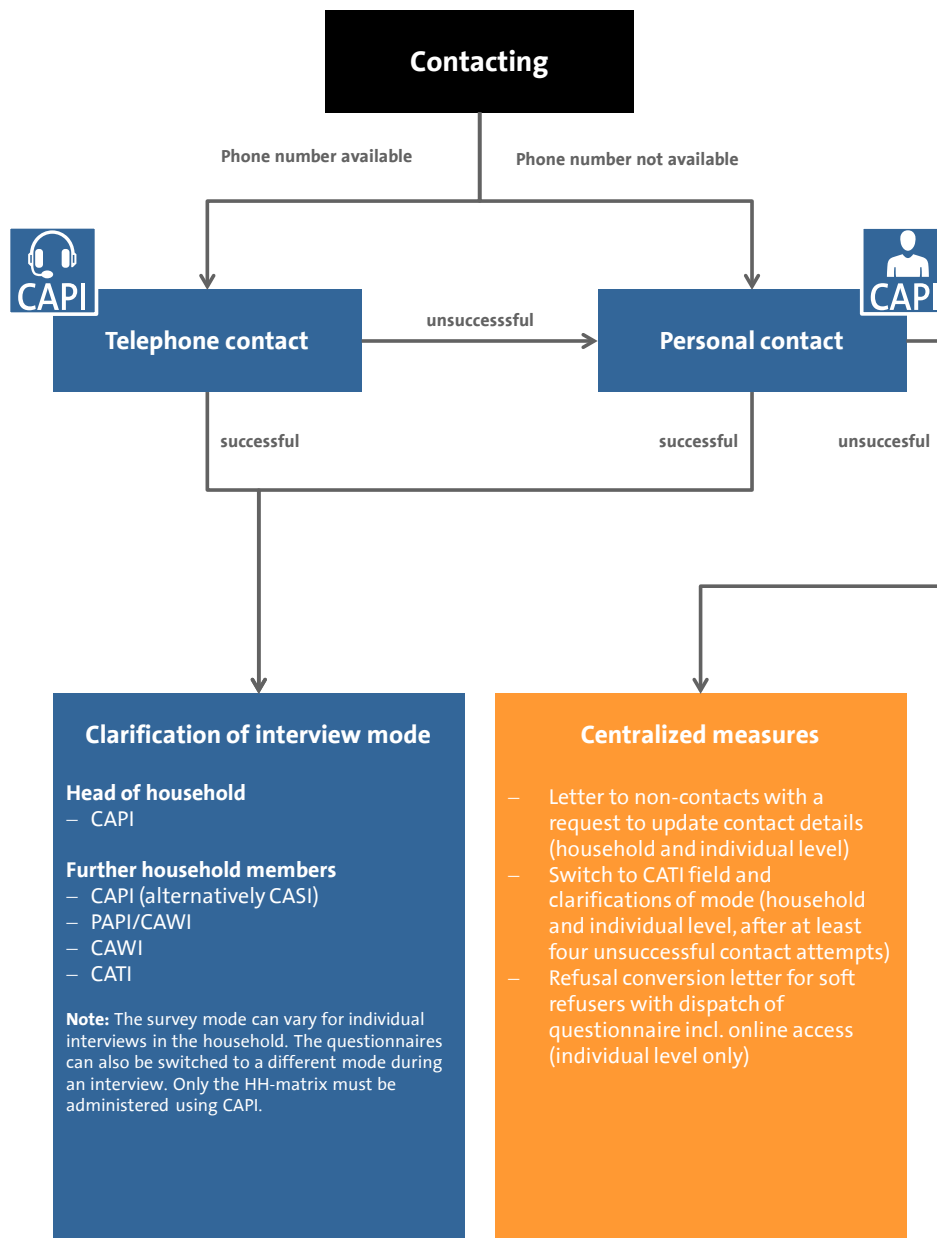 Contacting
Phone number available
Phone number not available
CAPI
CAPI
Telephone contact
unsuccesssful
Personal contact
successful
successful
unsuccesful
Clarification of interview mode
Head of household
– CAPI
Further household members
– CAPI (alternatively CASI)
– PAPI/CAWI
– CAWI
– CATI
Note: The survey mode can vary for individual
interviews in the household. The questionnaires
can also be switched to a different mode during
an interview. Only the HH-matrix must be
administered using CAPI.
Centralized measures
– Letter to non-contacts with a
request to update contact details
(household and individual level)
– Switch to CATI field and
clarifications of mode (household
and individual level, after at least
four unsuccessful contact attempts)
– Refusal conversion letter for soft
refusers with dispatch of
questionnaire incl. online access
(individual level only)